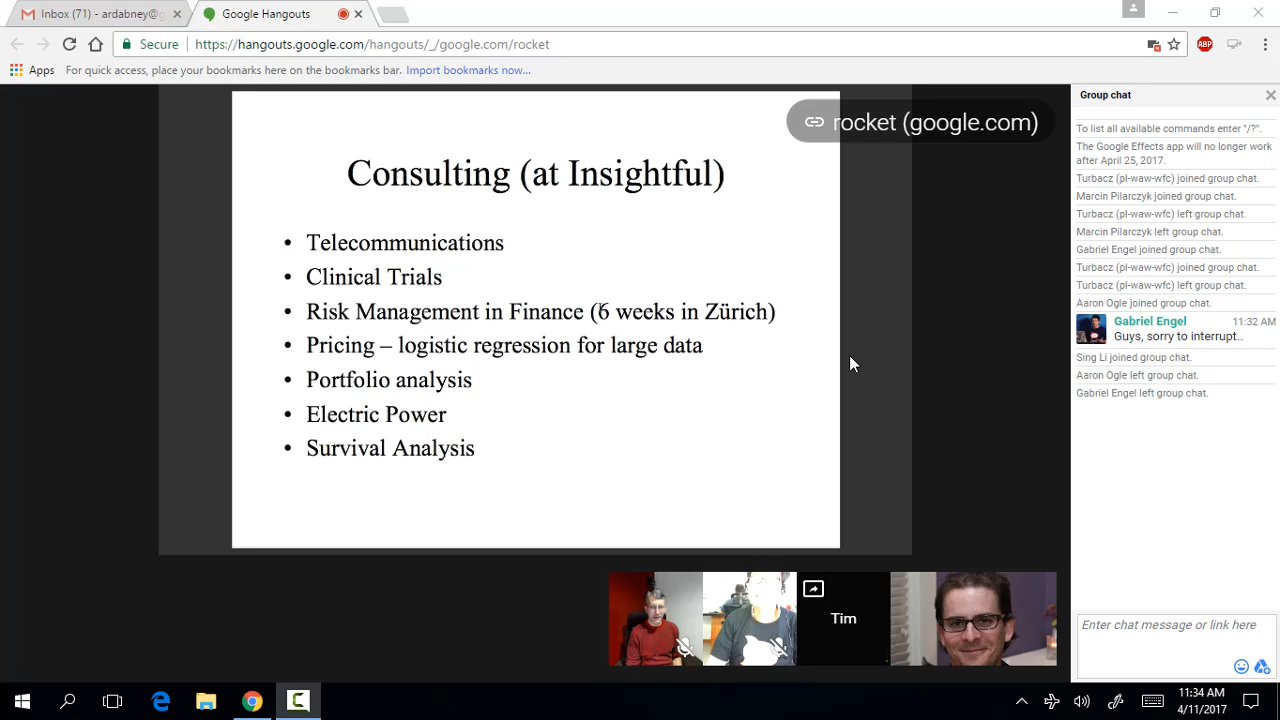 Inbox (71) - ardabney@g
Google Hangouts
Secure
https://hangouts.google.com/hangouts/_/google.com/rocket
ABP
Apps
For quick access, place your bookmarks here on the bookmarks bar. Import bookmarks now...
rocket (google.com)
Consulting (at Insightful)
• Telecommunications
• Clinical Trials
• Risk Management in Finance (6 weeks in Zürich)
• Pricing – logistic regression for large data
• Portfolio analysis
• Electric Power
• Survival Analysis
Tim
Group chat
To list all available commands enter "/?".
The Google Effects app will no longer work
after April 25, 2017.
Turbacz (pl-waw-wfc) joined group chat.
Marcin Pilarczyk joined group chat.
Turbacz (pl-waw-wfc) left group chat.
Marcin Pilarczyk left group chat.
Gabriel Engel joined group chat.
Turbacz (pl-waw-wfc) joined group chat.
Turbacz (pl-waw-wfc) left group chat.
Aaron Ogle joined group chat.
Gabriel Engel 11:32 AM
Guys, sorry to interrupt..
Sing Li joined group chat.
Aaron Ogle left group chat.
Gabriel Engel left group chat.
Enter chat message or link here
11:34 AM
4/11/2017